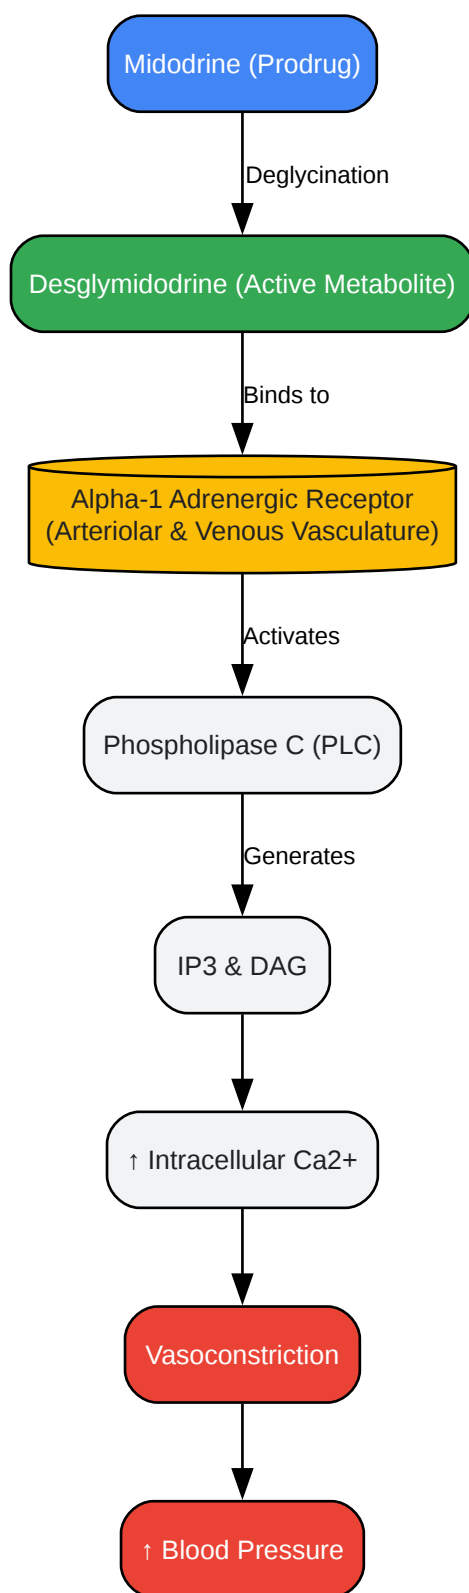 Midodrine (Prodrug)
Deglycination
Desglymidodrine (Active Metabolite)
Binds to
Alpha-1 Adrenergic Receptor
(Arteriolar & Venous Vasculature)
Activates
Phospholipase C (PLC)
Generates
IP3 & DAG
↑ Intracellular Ca2+
Vasoconstriction
↑ Blood Pressure